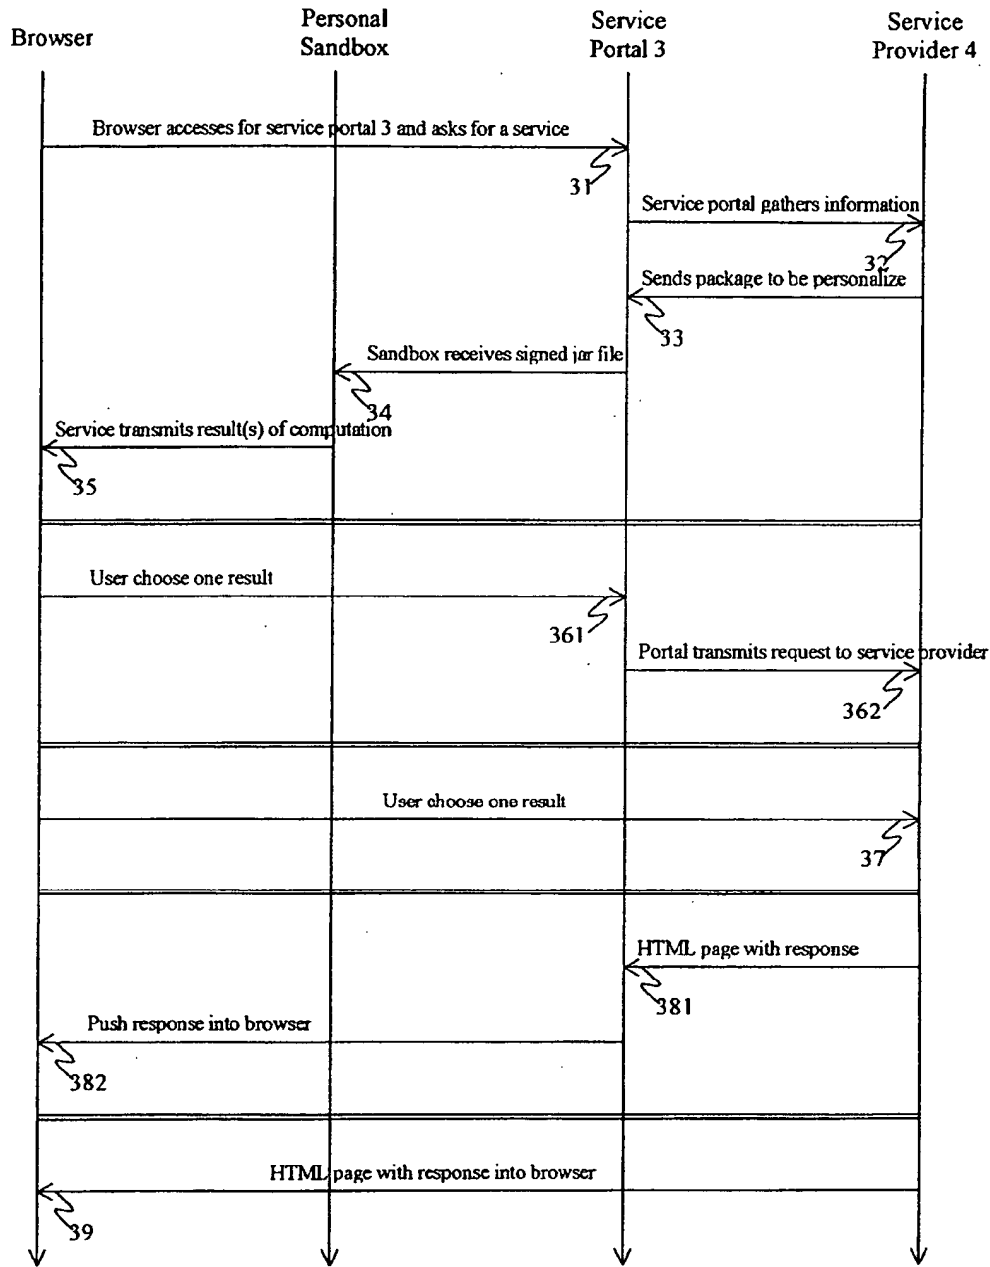 Browser
Personal
Sandbox
Service
Portal 3
Service
Provider 4
Browser accesses for service portal 3 and asks for a service
31
Service portal gathers information
32
Sends package to be personalize
33
Sandbox receives signed jar file
34
Service transmits result(s) of computation
35
User choose one result
361
Portal transmits request to service provider
362
User choose one result
37
HTML page with response
381
Push response into browser
382
HTML page with response into browser
39